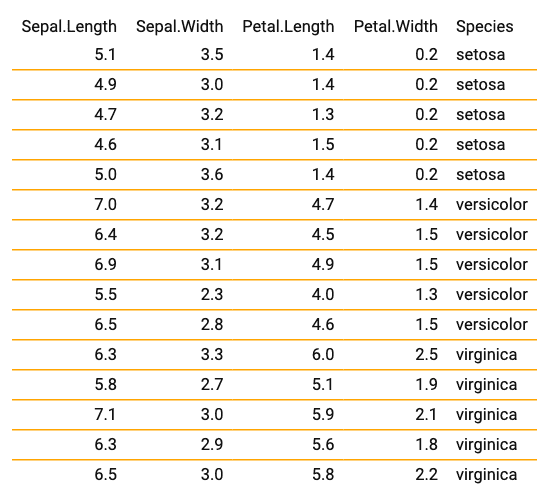 Sepal.Length Sepal.Width Petal.Length Petal.Width Species
5.1 3.5 1.4 0.2 setosa
4.9 3.0 1.4 0.2 setosa
4.7 3.2 1.3 0.2 setosa
4.6 3.1 1.5 0.2 setosa
5.0 3.6 1.4 0.2 setosa
7.0 3.2 4.7 1.4 versicolor
6.4 3.2 4.5 1.5 versicolor
6.9 3.1 4.9 1.5 versicolor
5.5 2.3 4.0 1.3 versicolor
6.5 2.8 4.6 1.5 versicolor
6.3 3.3 6.0 2.5 virginica
5.8 2.7 5.1 1.9 virginica
7.1 3.0 5.9 2.1 virginica
6.3 2.9 5.6 1.8 virginica
6.5 3.0 5.8 2.2 virginica